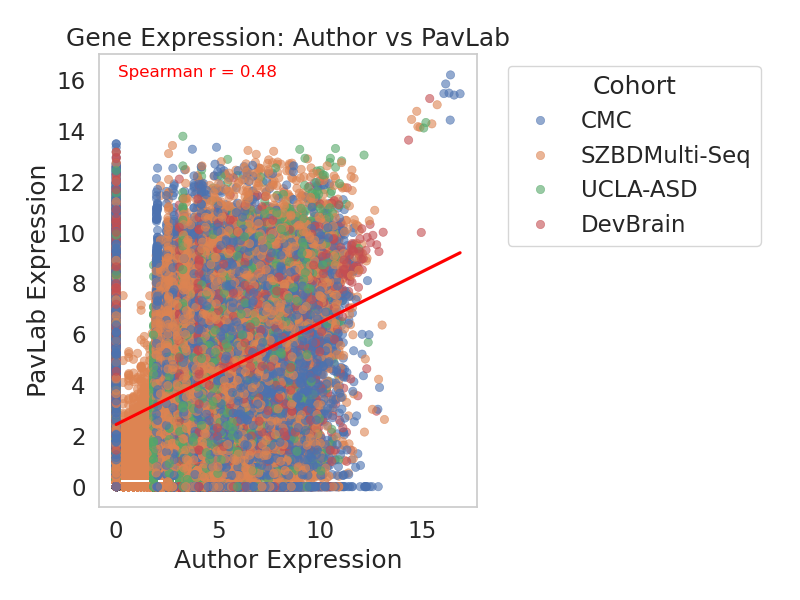 Gene Expression: Author vs PavLab
Spearman r = 0.48
PavLab Expression
16
14
12
10
8
6
4
2
0
0
5
10
15
Author Expression
Cohort
CMC
SZBDMulti-Seq
UCLA-ASD
DevBrain